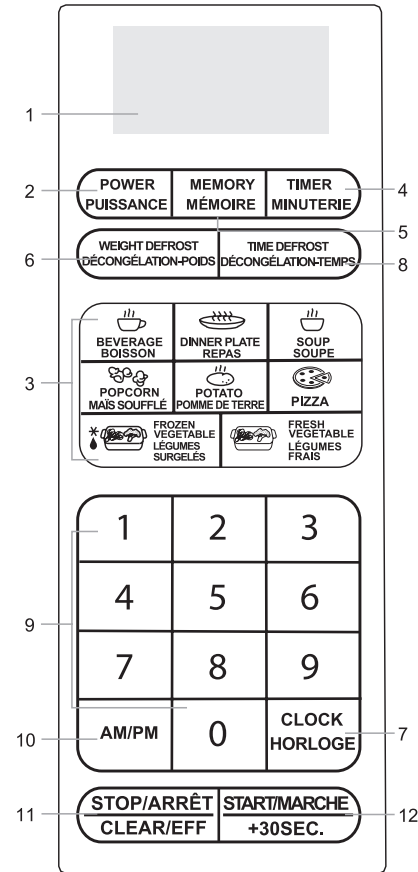 1
POWER
PUISSANCE
MEMORY
MÉMOIRE
TIMER
MINUTERIE
2
4
5
WEIGHT DEFROST
DÉCONGÉLATION-POIDS
TIME DEFROST
DÉCONGÉLATION-TEMPS
6
8
3
BEVERAGE
BOISSON
DINNER PLATE
REPAS
SOUP
SOUPE
POPCORN
MAÏS SOUFFLÉ
POTATO
POMME DE TERRE
PIZZA
FROZEN
VEGETABLE
LÉGUMES
SURGELÉS
FRESH
VEGETABLE
LÉGUMES
FRAIS
1
2
3
4
5
6
9
7
8
9
AM/PM
0
CLOCK
HORLOGE
10
7
STOP/ARRÊT
CLEAR/EFF
START/MARCHE
+30SEC.
11
12